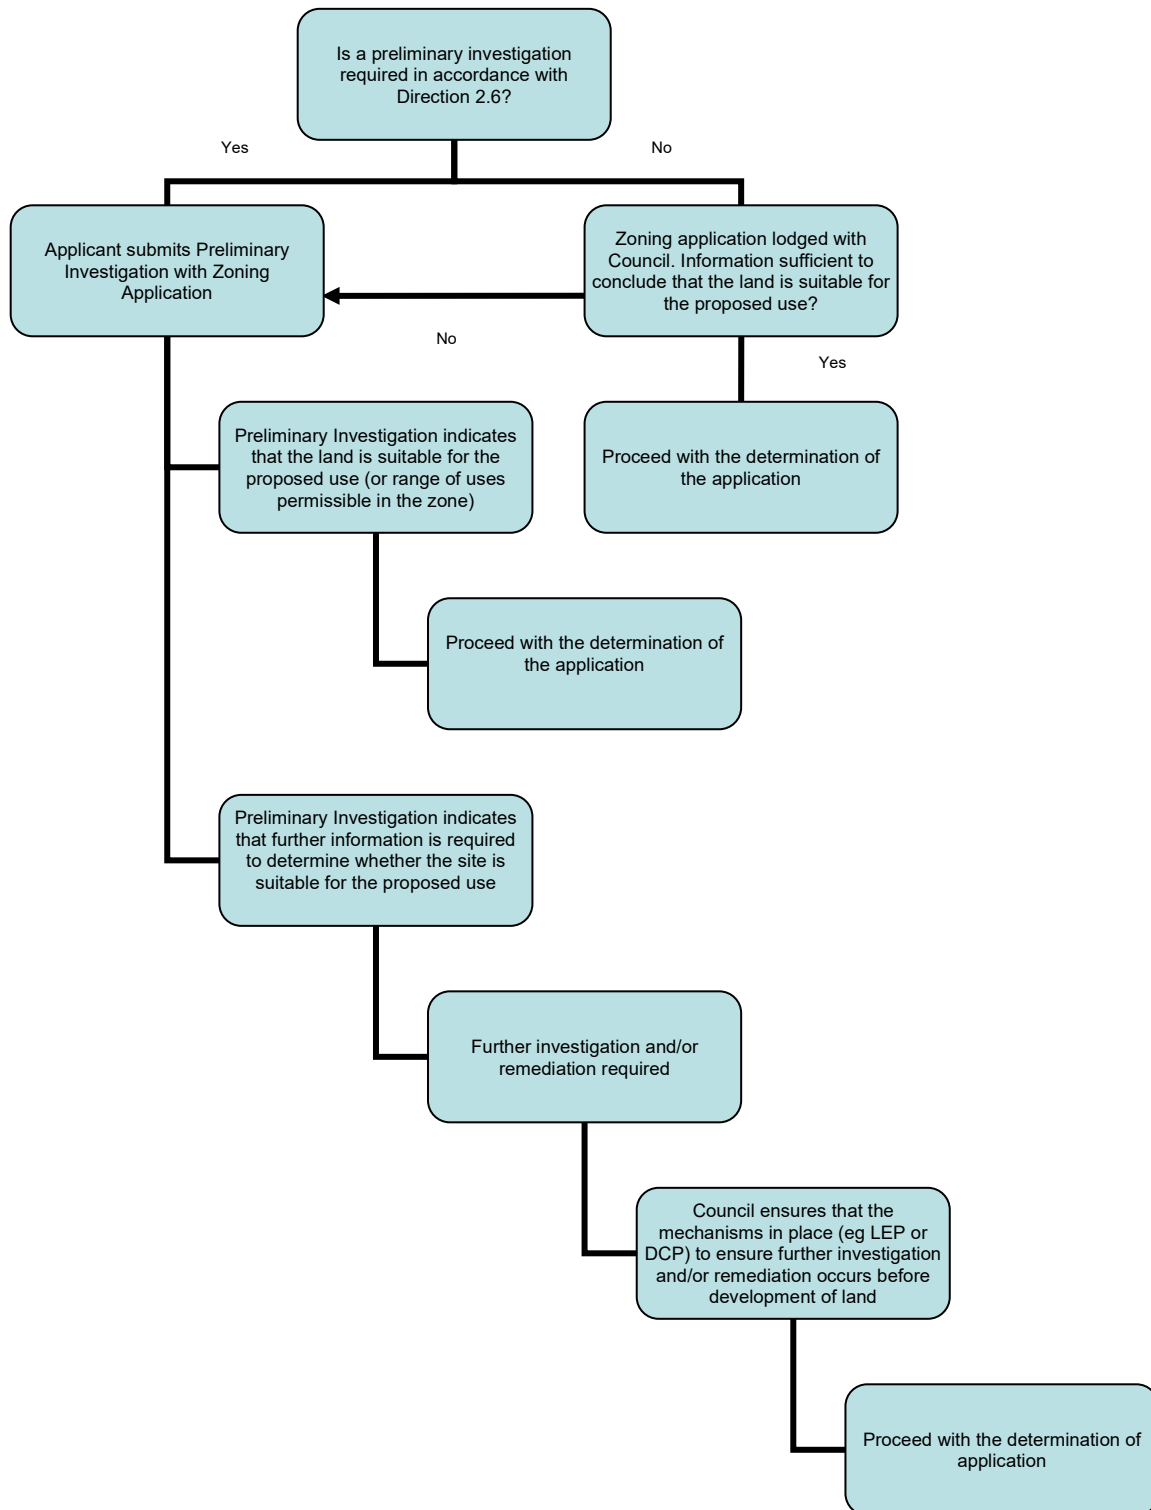 Is a preliminary investigation
required in accordance with
Direction 2.6?
Yes
No
Applicant submits Preliminary
Investigation with Zoning
Application
Zoning application lodged with
Council. Information sufficient to
conclude that the land is suitable for
the proposed use?
No
Yes
Preliminary Investigation indicates
that the land is suitable for the
proposed use (or range of uses
permissible in the zone)
Proceed with the determination of
the application
Proceed with the determination of
the application
Preliminary Investigation indicates
that further information is required
to determine whether the site is
suitable for the proposed use
Further investigation and/or
remediation required
Council ensures that the
mechanisms in place (eg LEP or
DCP) to ensure further investigation
and/or remediation occurs before
development of land
Proceed with the determination of
application